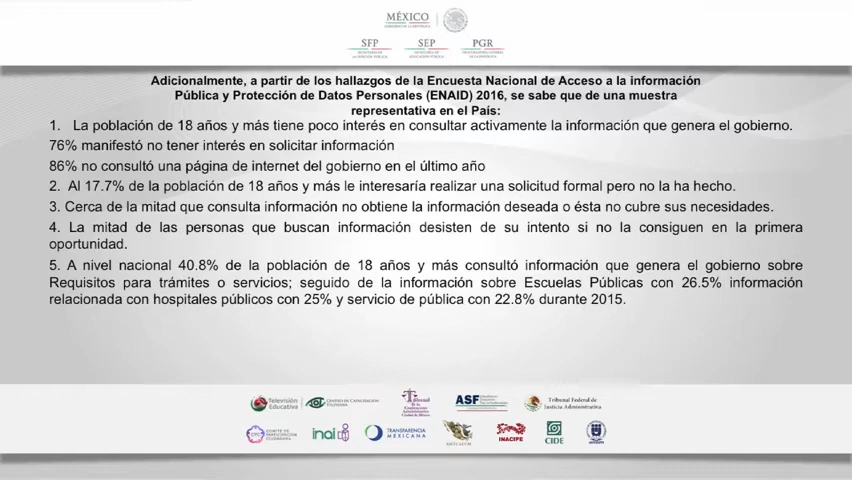 MÉXICO
GOBIERNO DE LA REPÚBLICA
SFP
SEP
PGR
Adicionalmente, a partir de los hallazgos de la Encuesta Nacional de Acceso a la información
Pública y Protección de Datos Personales (ENAID) 2016, se sabe que de una muestra
representativa en el País:
1. La población de 18 años y más tiene poco interés en consultar activamente la información que genera el gobierno.
76% manifestó no tener interés en solicitar información
86% no consultó una página de internet del gobierno en el último año
2. Al 17.7% de la población de 18 años y más le interesaría realizar una solicitud formal pero no la ha hecho.
3. Cerca de la mitad que consulta información no obtiene la información deseada o ésta no cubre sus necesidades.
4. La mitad de las personas que buscan información desisten de su intento si no la consiguen en la primera
oportunidad.
5. A nivel nacional 40.8% de la población de 18 años y más consultó información que genera el gobierno sobre
Requisitos para trámites o servicios; seguido de la información sobre Escuelas Públicas con 26.5% información
relacionada con hospitales públicos con 25% y servicio de pública con 22.8% durante 2015.
Televisión
Educativa
Tribunal
ASF
Tribunal Federal de
Justicia Administrativa
CPC
COMITÉ DE
PARTICIPACIÓN
CIUDADANA
inai
TRANSPARENCIA
MEXICANA
INACIPE
CIDE